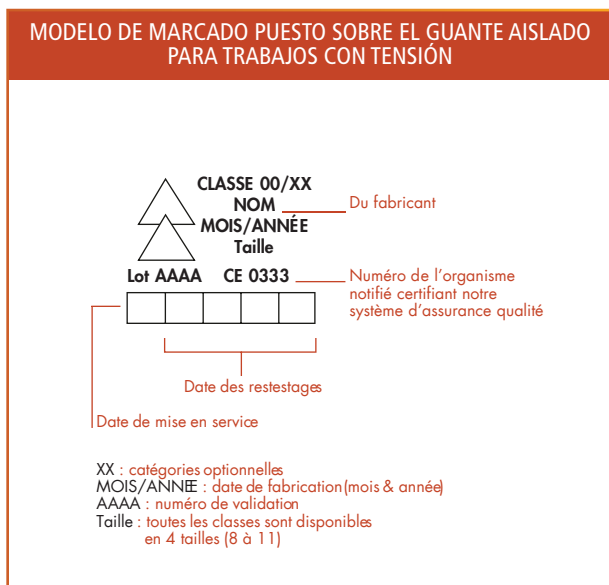 MODELO DE MARCADO PUESTO SOBRE EL GUANTE AISLADO
PARA TRABAJOS CON TENSIÓN
CLASSE 00/XX
NOM
Du fabricant
MOIS/ANNÉE
Taille
Lot AAAA CE 0333
Numéro de l'organisme
notifié certifiant notre
système d'assurance qualité
Date des restestages
Date de mise en service
XX : catégories optionnelles
MOIS/ANNEE : date de fabrication (mois & année)
AAAA : numéro de validation
Taille : toutes les classes sont disponibles
en 4 tailles (8 à 11)